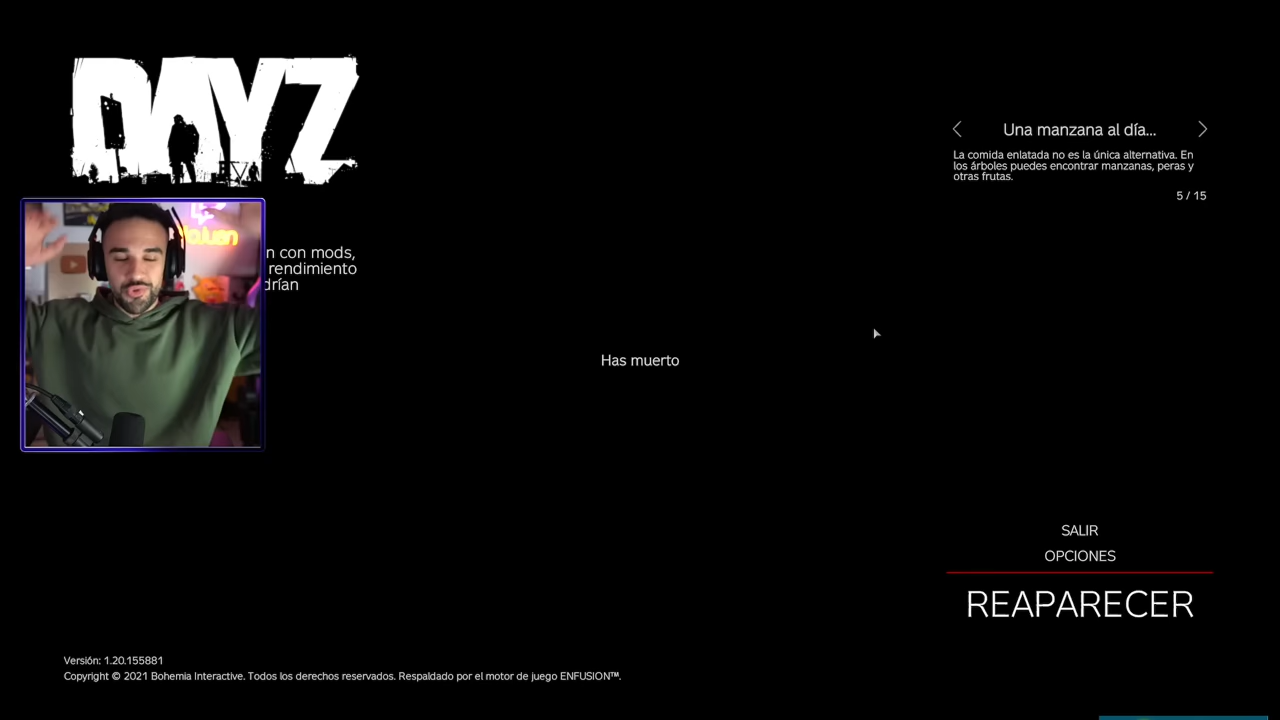 DAYZ
Una manzana al día...
La comida enlatada no es la única alternativa. En
los árboles puedes encontrar manzanas, peras y
otras frutas.
5 / 15
n con mods,
rendimiento
drían
Has muerto
SALIR
OPCIONES
REAPARECER
Versión: 1.20.155881
Copyright © 2021 Bohemia Interactive. Todos los derechos reservados. Respaldado por el motor de juego ENFUSION™.